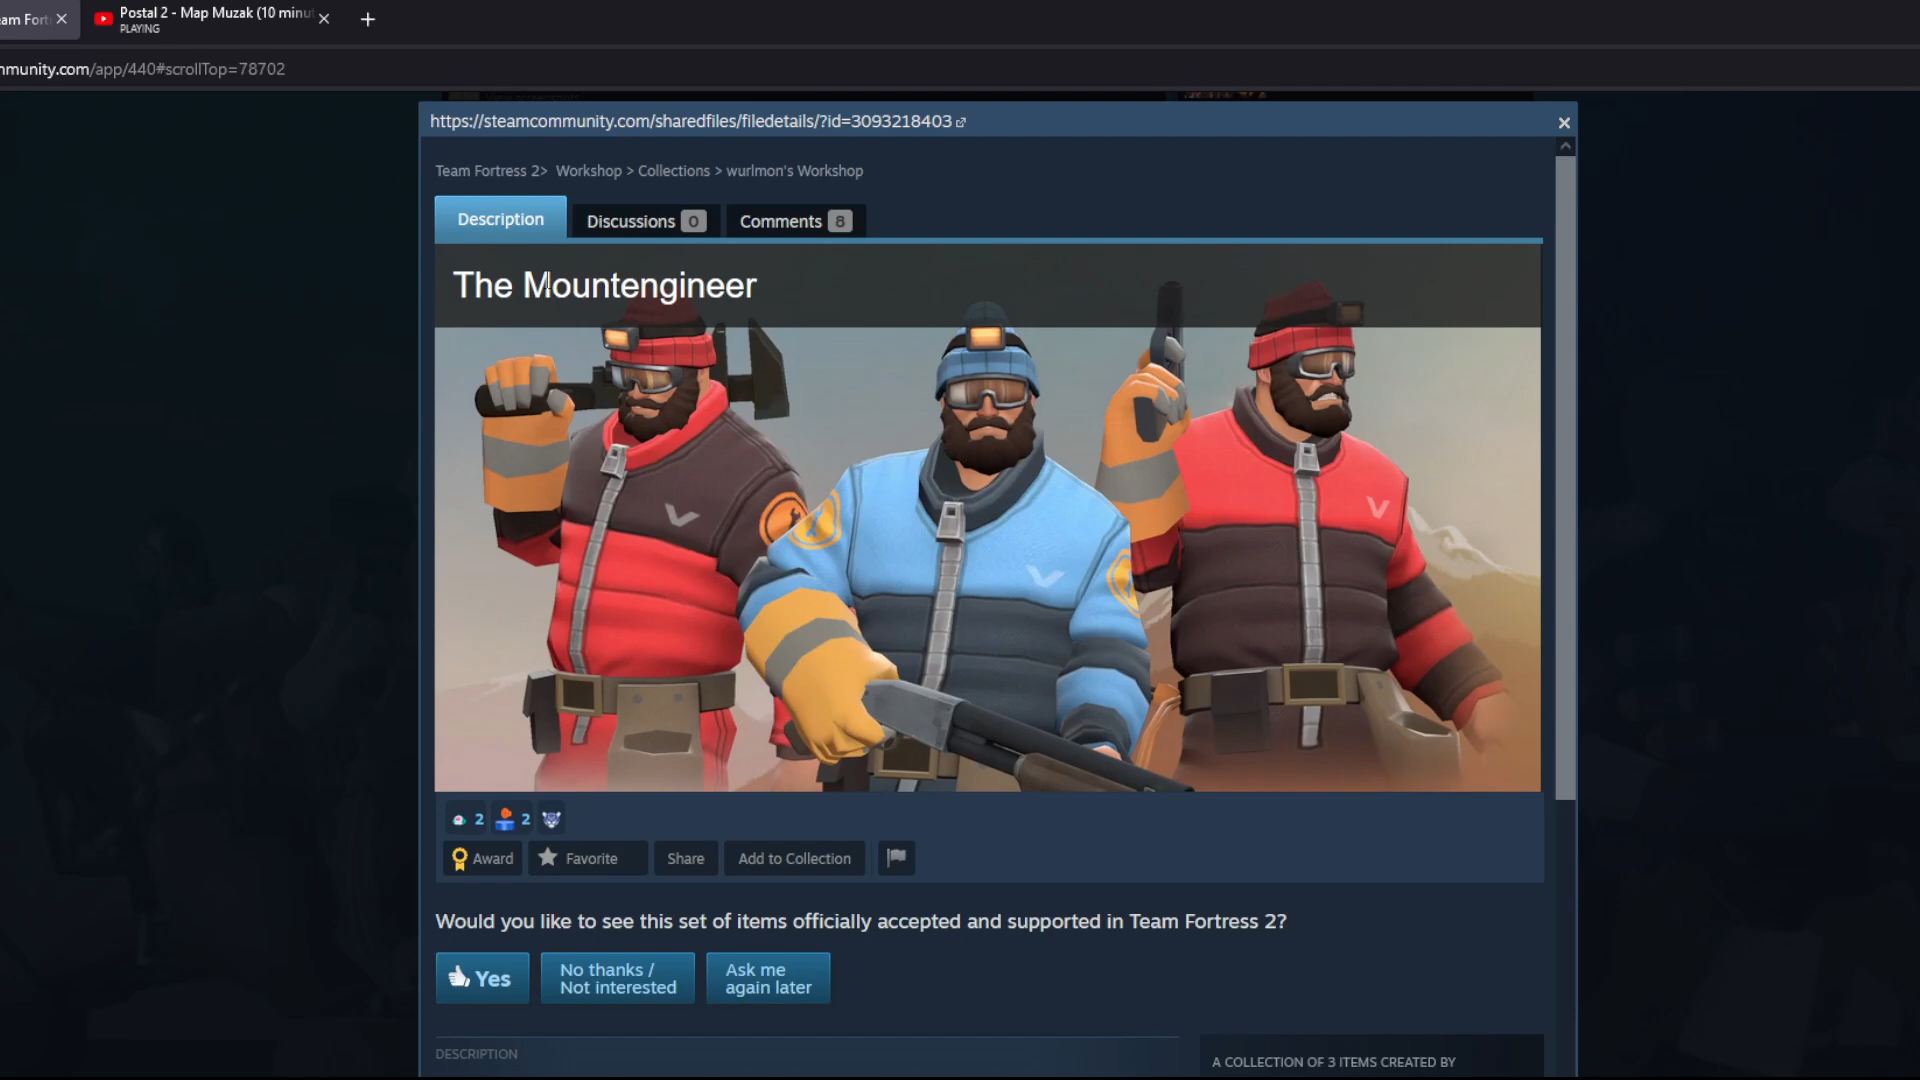 eam Fort
Postal 2 - Map Muzak (10 minut
PLAYING
mmunity.com/app/440#scrollTop=78702
https://steamcommunity.com/sharedfiles/filedetails/?id=3093218403
Team Fortress 2> Workshop > Collections > wurlmon's Workshop
Description
Discussions 0
Comments 8
The Mountengineer
2 2
Award
Favorite
Share
Add to Collection
Would you like to see this set of items officially accepted and supported in Team Fortress 2?
Yes
No thanks /
Not interested
Ask me
again later
DESCRIPTION
A COLLECTION OF 3 ITEMS CREATED BY